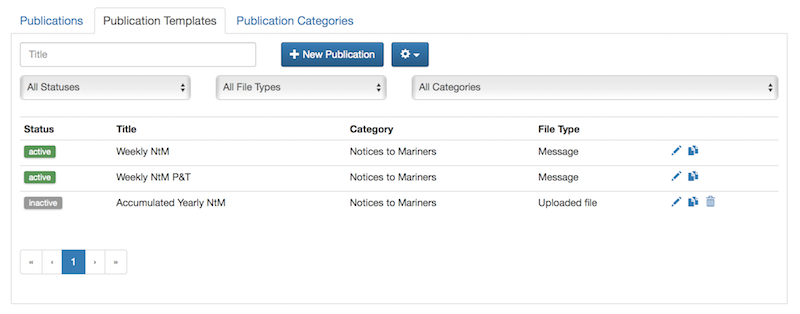 Publications Publication Templates Publication Categories
Title + New Publication
All Statuses All File Types All Categories
Status Title Category File Type
active Weekly NtM Notices to Mariners Message
active Weekly NtM P&T Notices to Mariners Message
inactive Accumulated Yearly NtM Notices to Mariners Uploaded file
« ‹ 1 › »